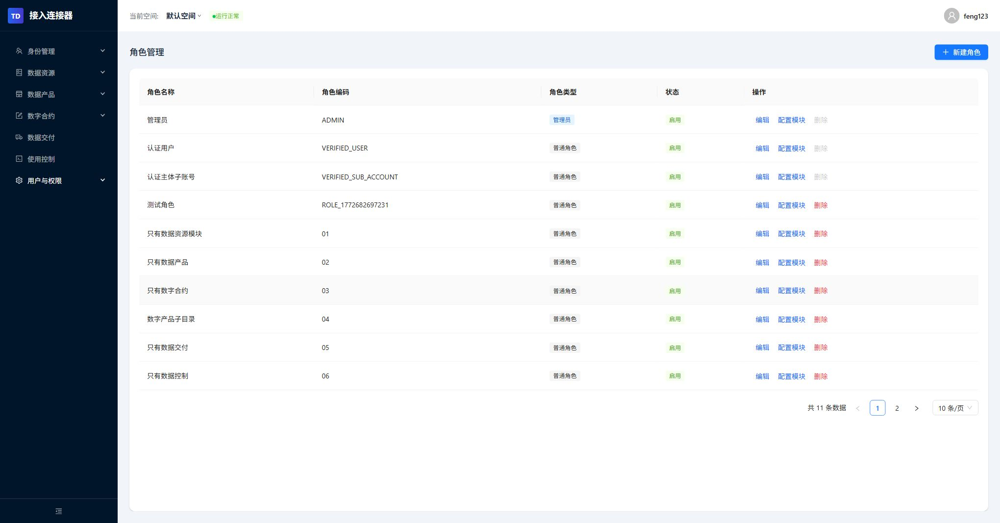 TD 接入连接器
身份管理
数据资源
数据产品
数字合约
数据交付
使用控制
用户与权限
当前空间: 默认空间 运行正常
feng123
角色管理
新建角色
角色名称 角色编码 角色类型 状态 操作
管理员 ADMIN 管理员 启用 编辑 配置模块 删除
认证用户 VERIFIED_USER 普通角色 启用 编辑 配置模块 删除
认证主体子账号 VERIFIED_SUB_ACCOUNT 普通角色 启用 编辑 配置模块 删除
测试角色 ROLE_1772682697231 普通角色 启用 编辑 配置模块 删除
只有数据资源模块 01 普通角色 启用 编辑 配置模块 删除
只有数据产品 02 普通角色 启用 编辑 配置模块 删除
只有数字合约 03 普通角色 启用 编辑 配置模块 删除
数字产品子目录 04 普通角色 启用 编辑 配置模块 删除
只有数据交付 05 普通角色 启用 编辑 配置模块 删除
只有数据控制 06 普通角色 启用 编辑 配置模块 删除
共 11 条数据 1 2 10 条/页